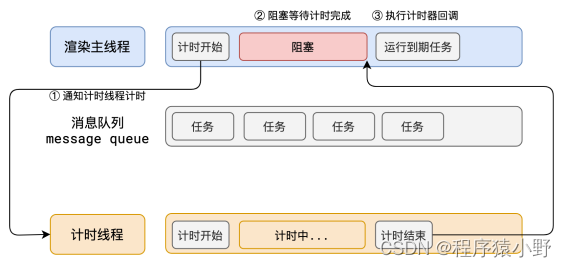 ② 阻塞等待计时完成 ③ 执行计时器回调
渲染主线程 计时开始 阻塞 运行到期任务
① 通知计时线程计时
消息队列
message queue
任务 任务 任务 任务
计时线程 计时开始 计时中... 计时结束
CSDN @程序猿小野